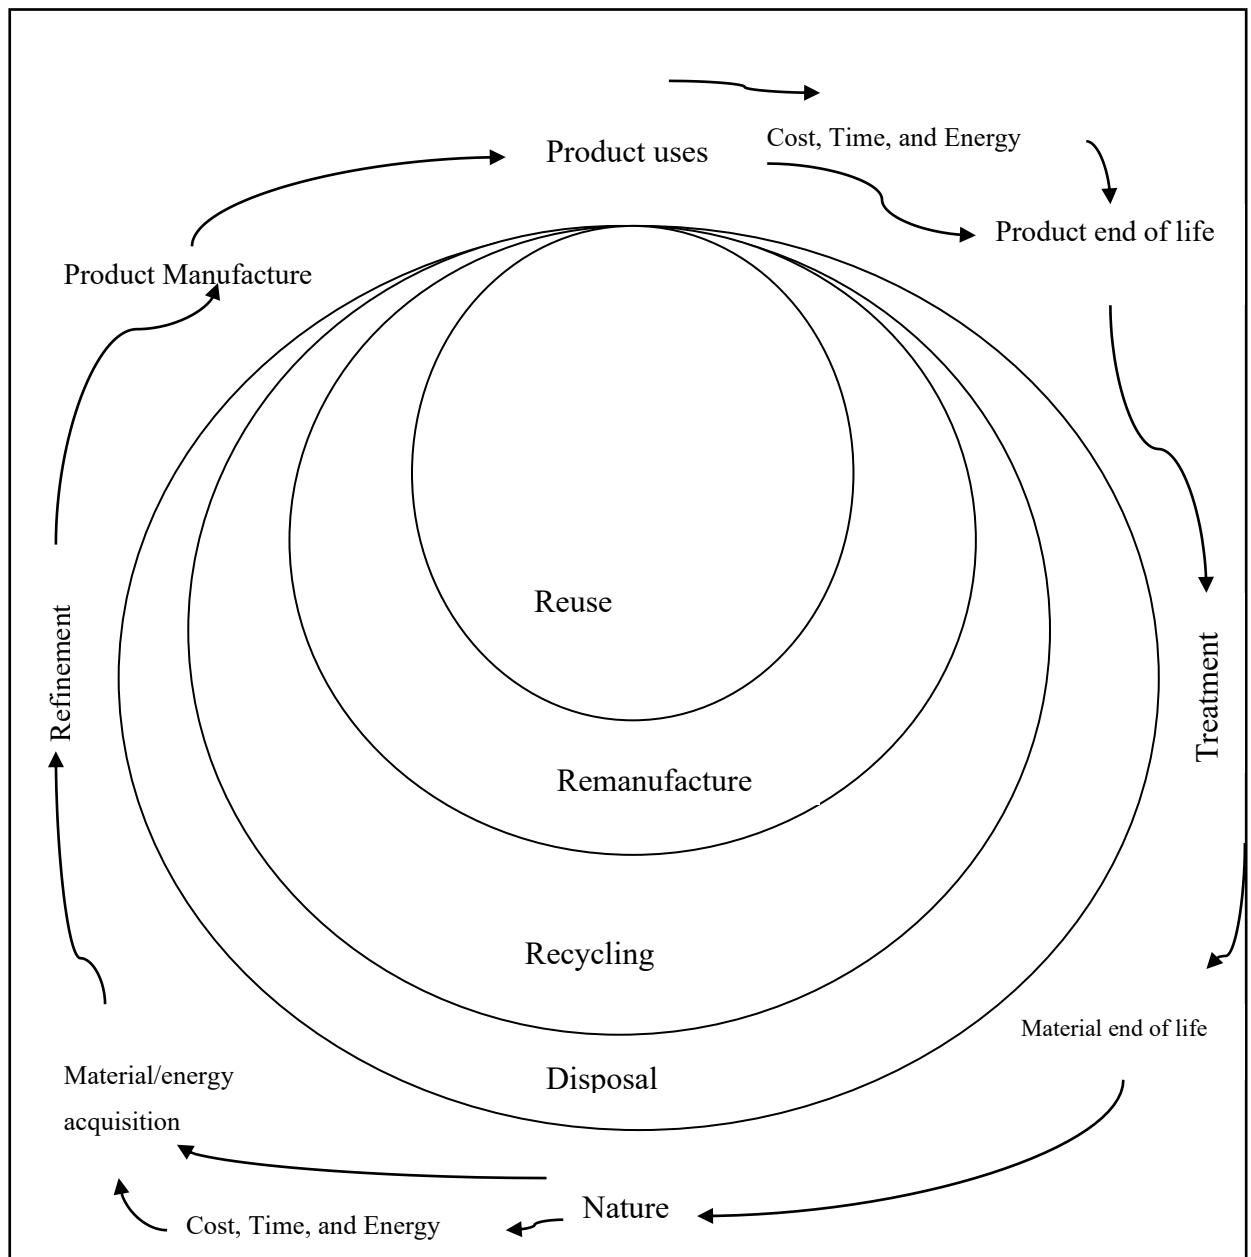 Cost, Time, and Energy
Product uses
Product end of life
Product Manufacture
Reuse
Refinement
Treatment
Remanufacture
Recycling
Material end of life
Material/energy
acquisition
Disposal
Nature
Cost, Time, and Energy